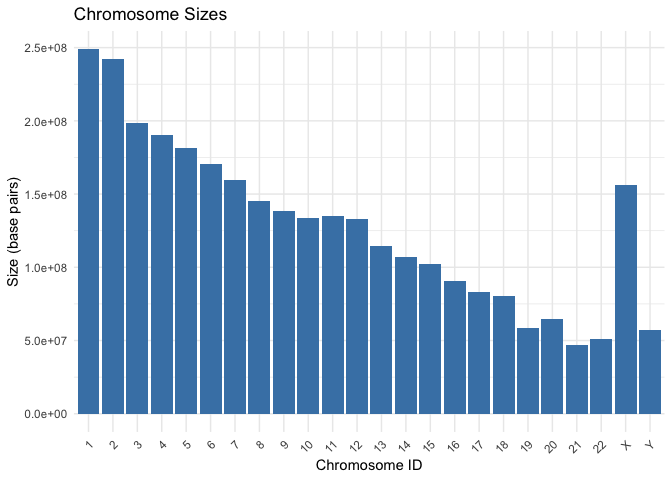 Chromosome Sizes
2.5e+08
2.0e+08
1.5e+08
1.0e+08
5.0e+07
0.0e+00
Size (base pairs)
1 2 3 4 5 6 7 8 9 10 11 12 13 14 15 16 17 18 19 20 21 22 X Y
Chromosome ID